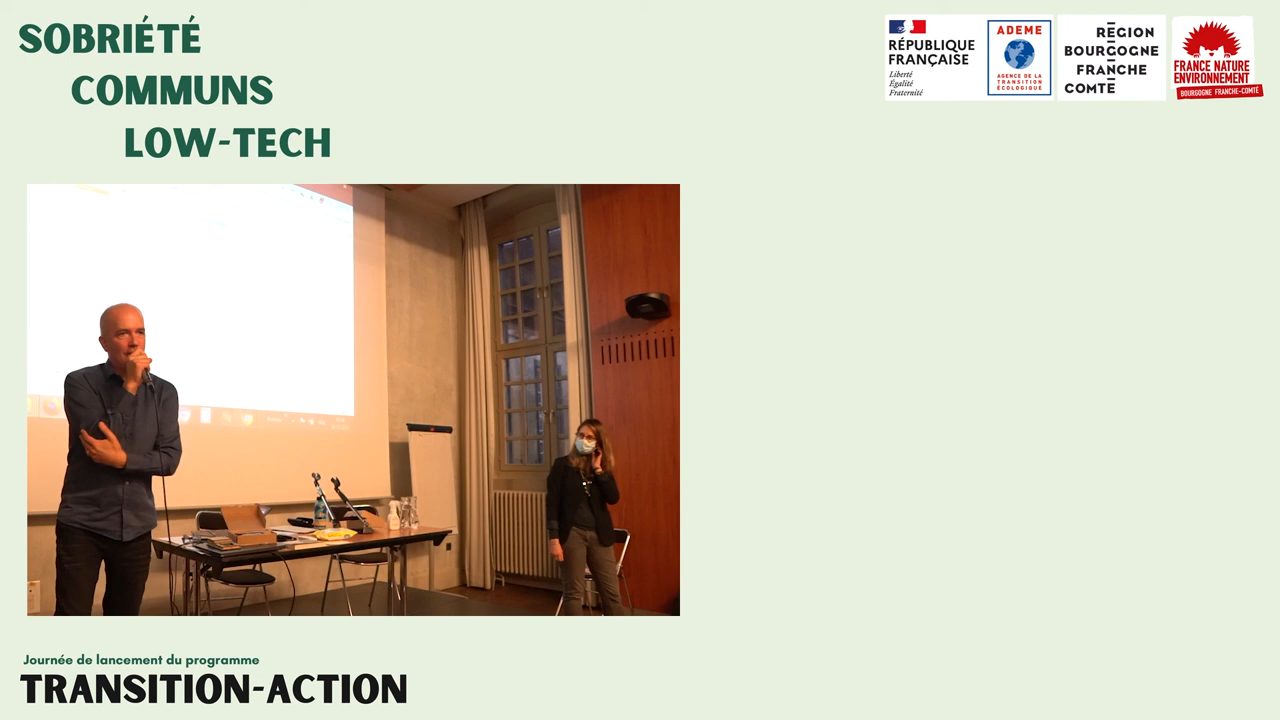 SOBRIÉTÉ
COMMUNS
LOW-TECH
RÉPUBLIQUE
FRANÇAISE
Liberté
Égalité
Fraternité
ADEME
AGENCE DE LA
TRANSITION
ÉCOLOGIQUE
RÉGION
BOURGOGNE
FRANCHE
COMTÉ
FRANCE NATURE
ENVIRONNEMENT
BOURGOGNE FRANCHE-COMTÉ
Journée de lancement du programme
TRANSITION-ACTION